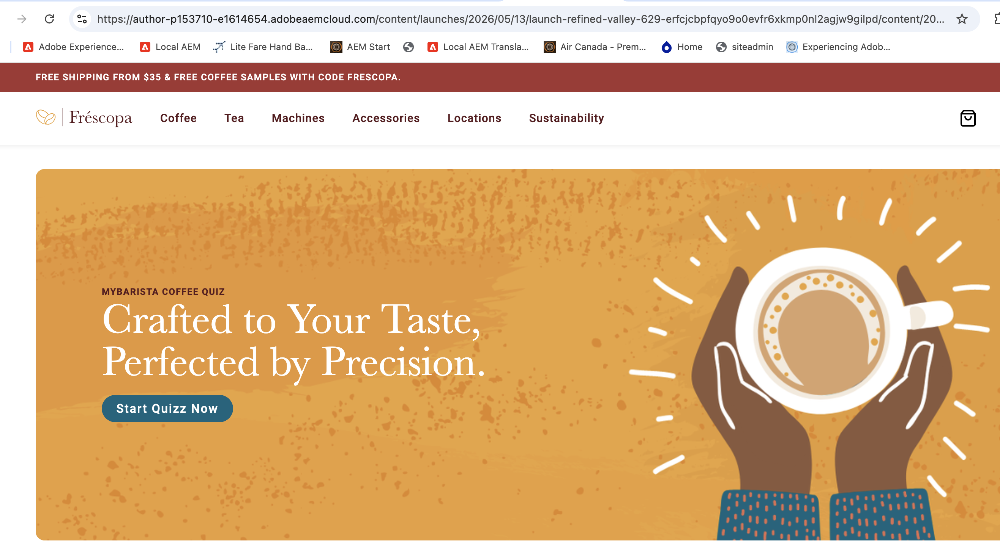 https://author-p153710-e1614654.adobeaemcloud.com/content/launches/2026/05/13/launch-refined-valley-629-erfcjcbpfqyo9o0evfr6xkmp0nl2agjw9gilpd/content/20...
Adobe Experience... Local AEM Lite Fare Hand Ba... AEM Start Local AEM Transla... Air Canada - Prem... Home siteadmin Experiencing Adob...
FREE SHIPPING FROM $35 & FREE COFFEE SAMPLES WITH CODE FRESCOPA.
Fréscopa Coffee Tea Machines Accessories Locations Sustainability
MYBARISTA COFFEE QUIZ
Crafted to Your Taste,
Perfected by Precision.
Start Quizz Now